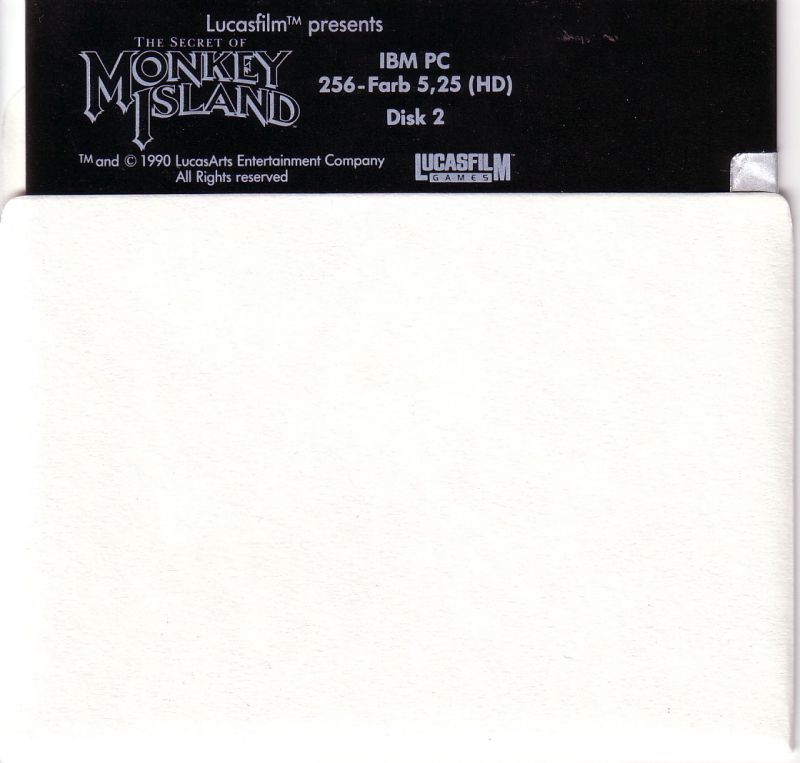 Lucasfilm™ presents
THE SECRET OF
MONKEY
ISLAND™
IBM PC
256-Farb 5,25 (HD)
Disk 2
TM and © 1990 LucasArts Entertainment Company
All Rights reserved
LUCASFILM™
GAMES